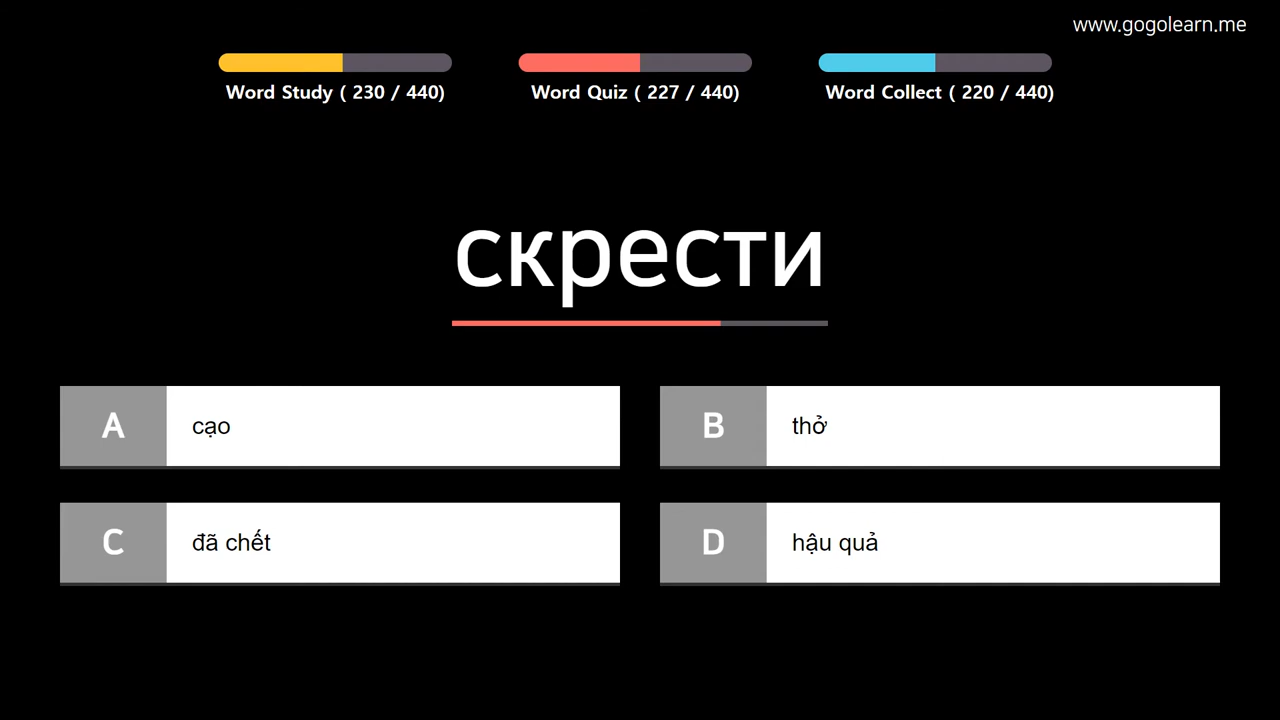 www.gogolearn.me
Word Study ( 230 / 440)
Word Quiz ( 227 / 440)
Word Collect ( 220 / 440)
скрести
A cạo
B thở
C đã chết
D hậu quả